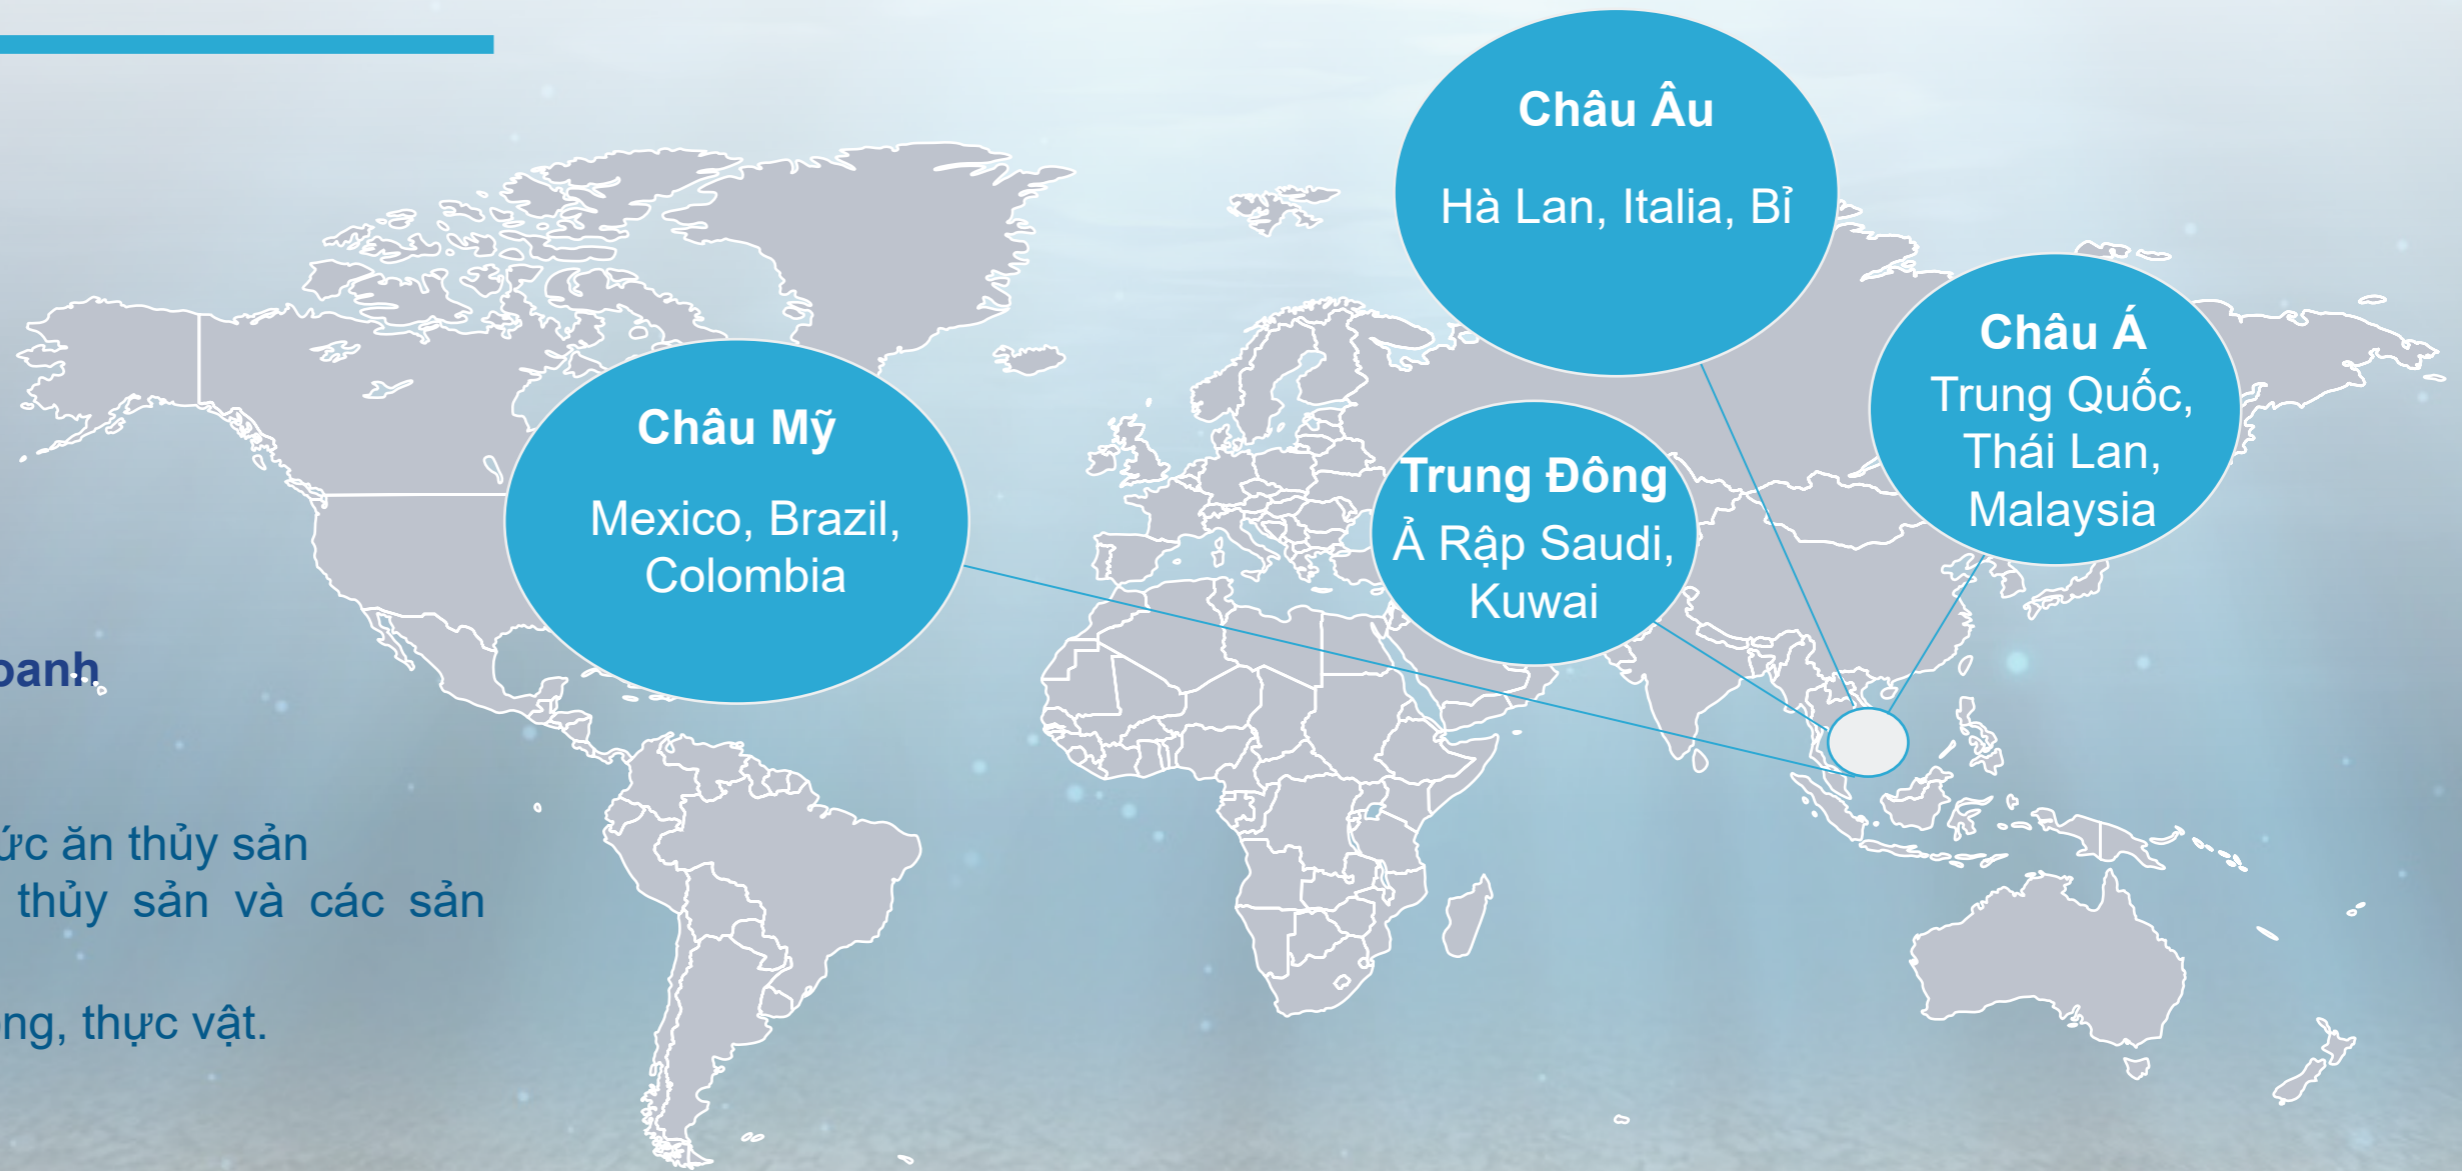 Châu Âu
Hà Lan, Italia, Bỉ
Châu Á
Trung Quốc,
Thái Lan,
Malaysia
Châu Mỹ
Mexico, Brazil,
Colombia
Trung Đông
Ả Rập Saudi,
Kuwai
oanh
ức ăn thủy sản
thủy sản và các sản
ng, thực vật.